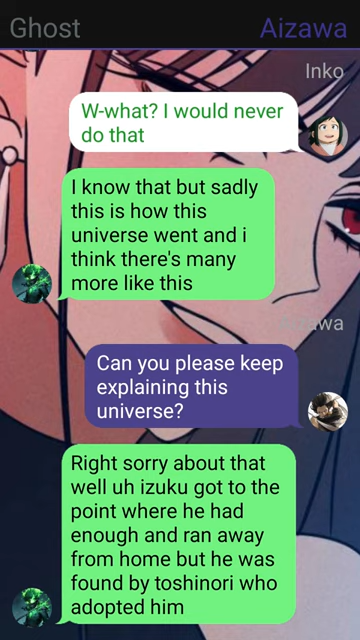 Ghost
Aizawa
Inko
W-what? I would never
do that
I know that but sadly
this is how this
universe went and i
think there's many
more like this
Aizawa
Can you please keep
explaining this
universe?
Right sorry about that
well uh izuku got to the
point where he had
enough and ran away
from home but he was
found by toshinori who
adopted him